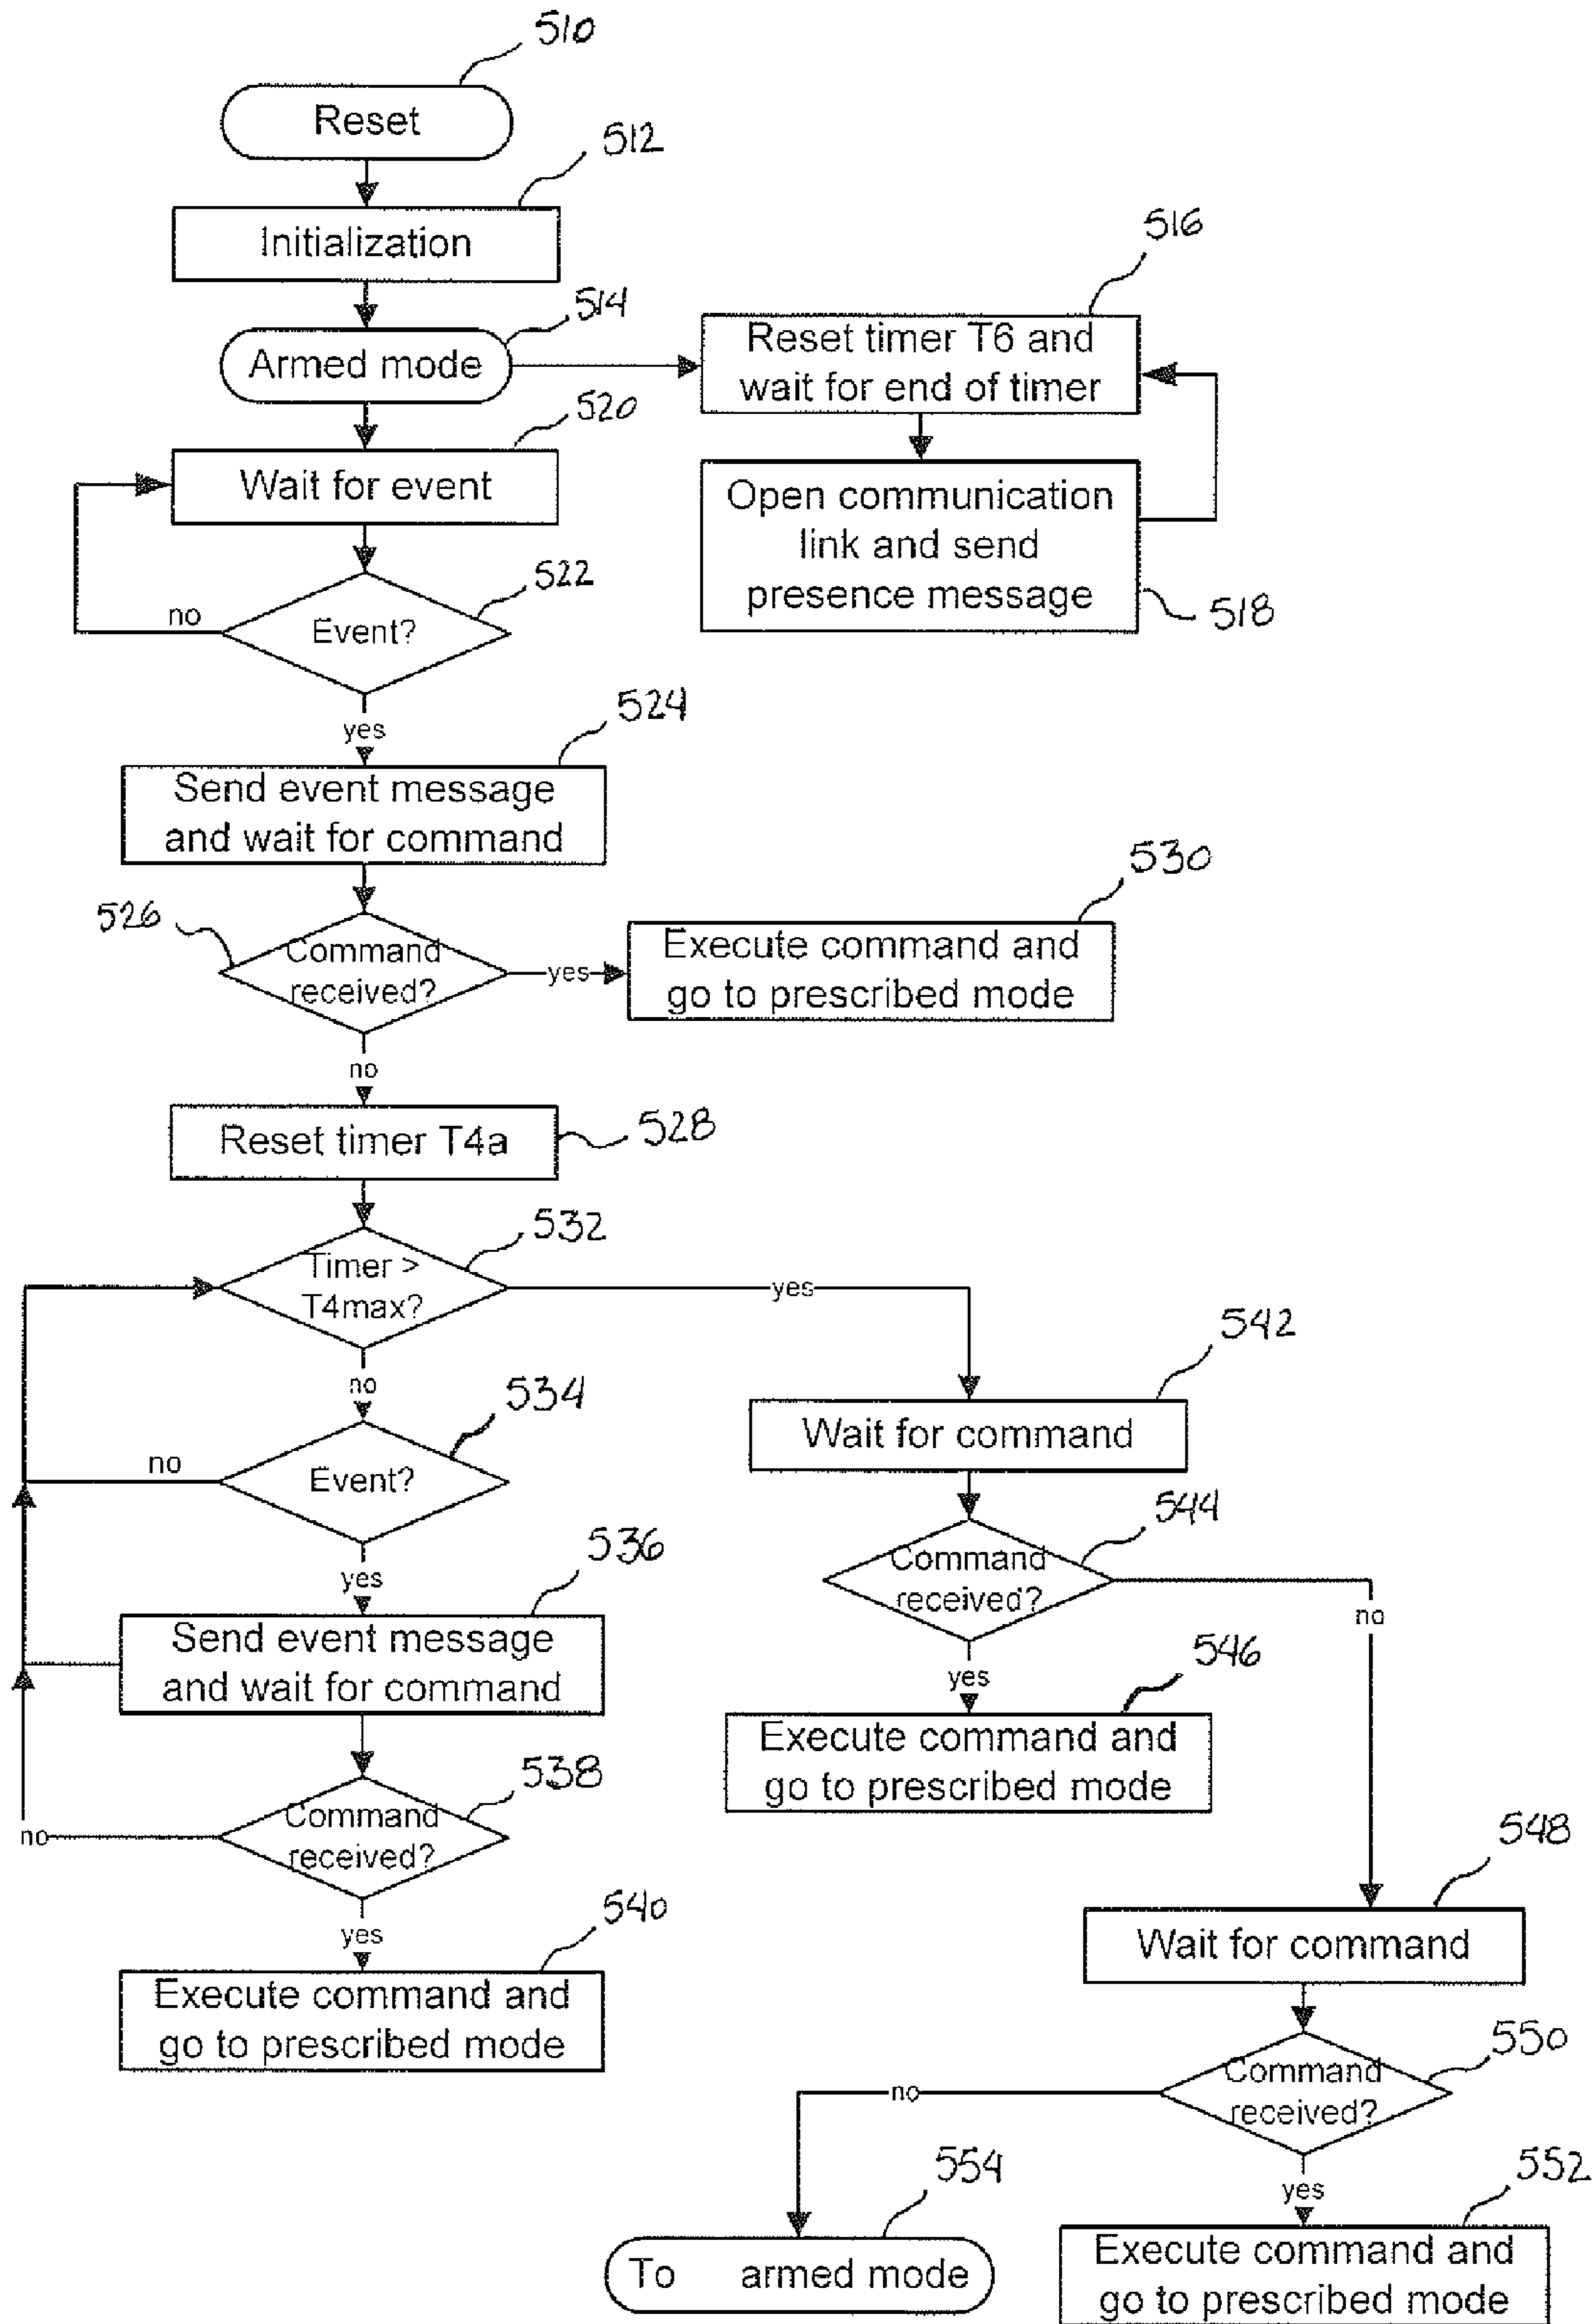 510
Reset
512
Initialization
514
Armed mode
516
Reset timer T6 and
wait for end of timer
520
Wait for event
Open communication
link and send
presence message
518
522
no
Event?
yes
524
Send event message
and wait for command
530
526
Command
received?
yes
Execute command and
go to prescribed mode
no
Reset timer T4a
528
532
Timer >
T4max?
yes
542
no
534
Wait for command
no
Event?
544
536
yes
Command
received?
no
Send event message
and wait for command
546
yes
Execute command and
go to prescribed mode
538
Command
received?
no
548
540
yes
Wait for command
Execute command and
go to prescribed mode
550
Command
received?
no
554
552
yes
To armed mode
Execute command and
go to prescribed mode